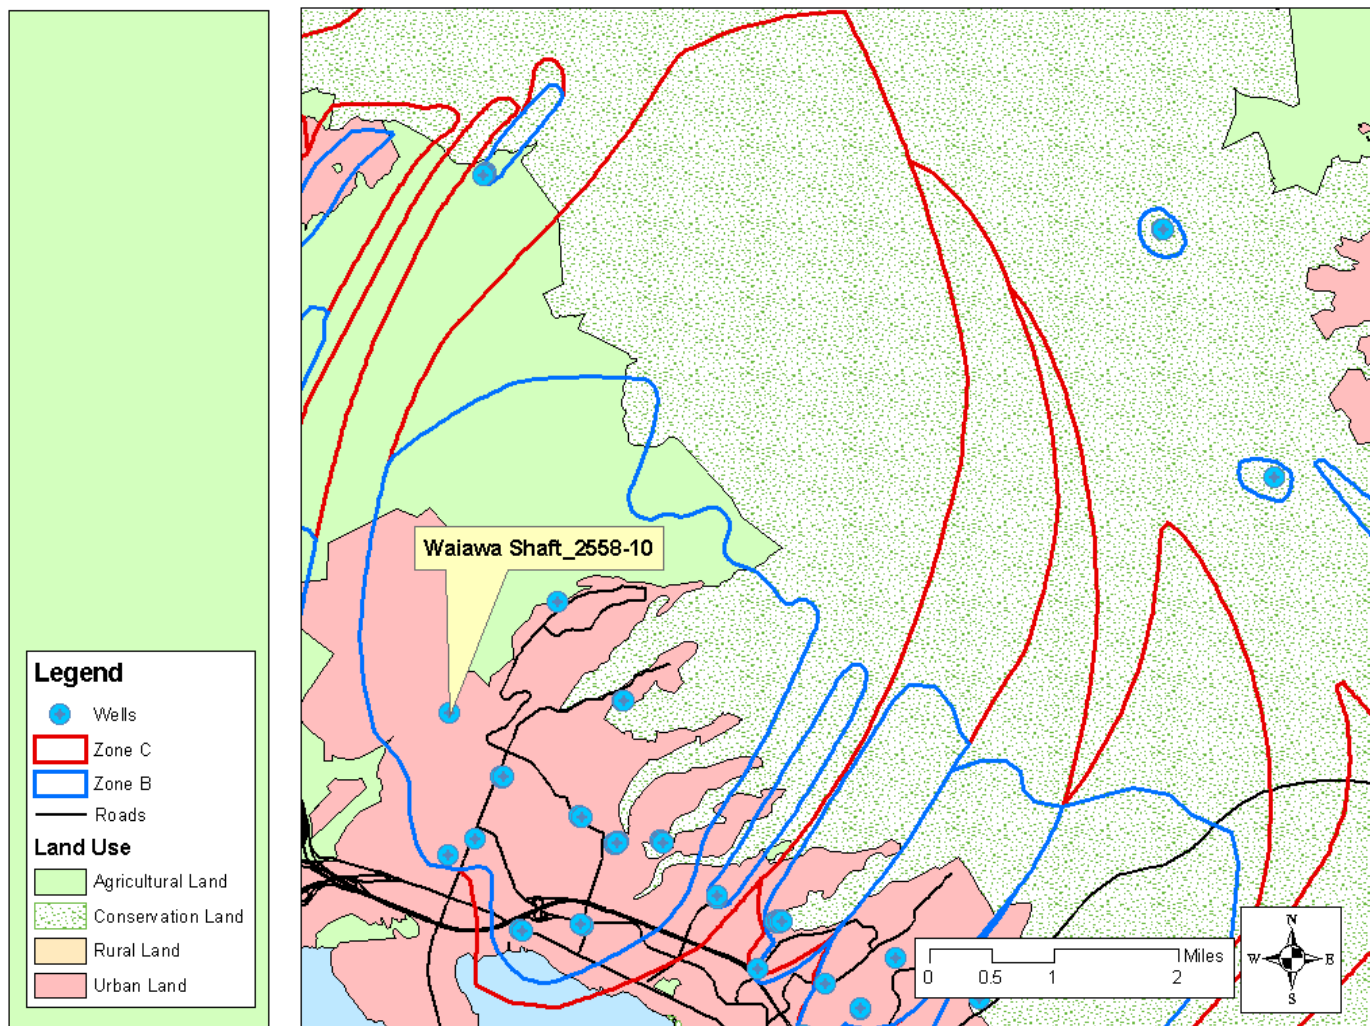 Waiawa Shaft_2558-10
Legend
Wells
Zone C
Zone B
Roads
Land Use
Agricultural Land
Conservation Land
Rural Land
Urban Land
Miles
0 0.5 1 2
N
W E
S